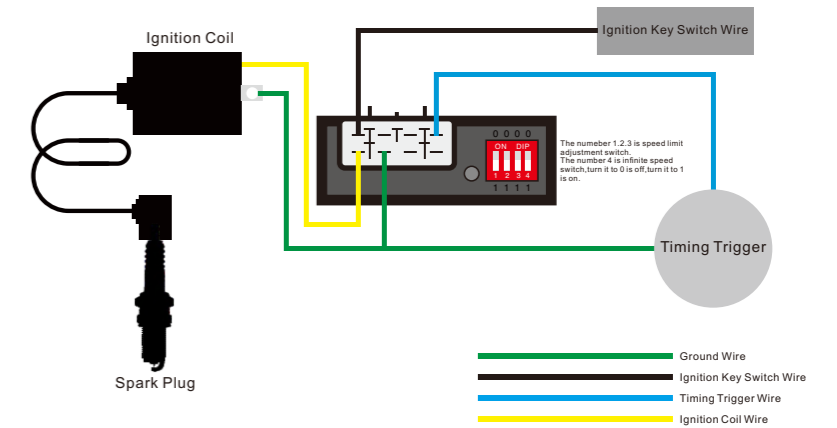 Ignition Coil
Ignition Key Switch Wire
0 0 0 0
ON DIP
1 2 3 4
1 1 1 1
The numeber 1.2.3 is speed limit
adjustment switch.
The number 4 is infinite speed
switch,turn it to 0 is off,turn it to 1
is on.
Timing Trigger
Spark Plug
Ground Wire
Ignition Key Switch Wire
Timing Trigger Wire
Ignition Coil Wire